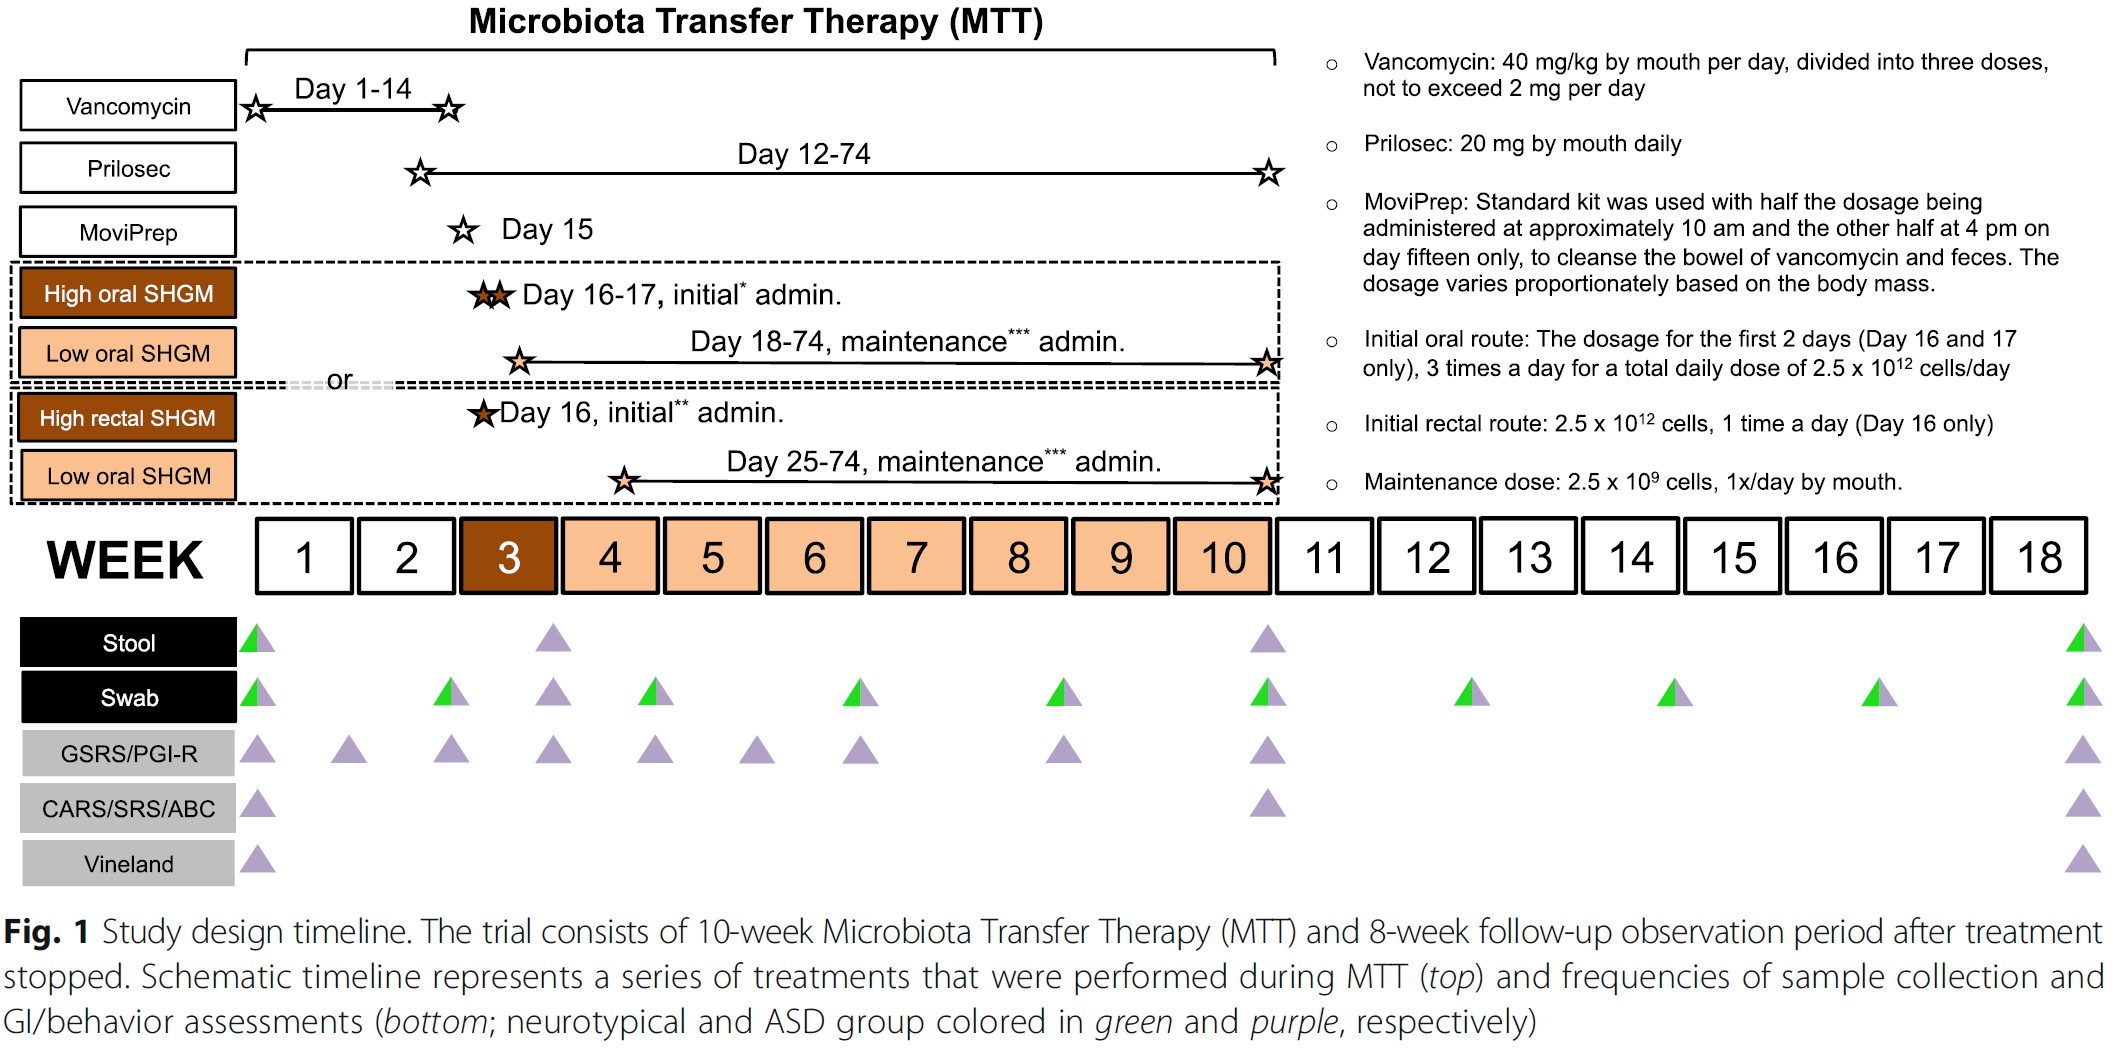 Microbiota Transfer Therapy (MTT)
Vancomycin
Day 1-14
Prilosec
Day 12-74
MoviPrep
Day 15
High oral SHGM
Day 16-17, initial* admin.
Low oral SHGM
Day 18-74, maintenance*** admin.
or
High rectal SHGM
Day 16, initial** admin.
Low oral SHGM
Day 25-74, maintenance*** admin.
○ Vancomycin: 40 mg/kg by mouth per day, divided into three doses,
not to exceed 2 mg per day
○ Prilosec: 20 mg by mouth daily
○ MoviPrep: Standard kit was used with half the dosage being
administered at approximately 10 am and the other half at 4 pm on
day fifteen only, to cleanse the bowel of vancomycin and feces. The
dosage varies proportionately based on the body mass.
○ Initial oral route: The dosage for the first 2 days (Day 16 and 17
only), 3 times a day for a total daily dose of 2.5 x 10¹² cells/day
○ Initial rectal route: 2.5 x 10¹² cells, 1 time a day (Day 16 only)
○ Maintenance dose: 2.5 x 10⁹ cells, 1x/day by mouth.
WEEK 1 2 3 4 5 6 7 8 9 10 11 12 13 14 15 16 17 18
Stool
Swab
GSRS/PGI-R
CARS/SRS/ABC
Vineland
Fig. 1 Study design timeline. The trial consists of 10-week Microbiota Transfer Therapy (MTT) and 8-week follow-up observation period after treatment
stopped. Schematic timeline represents a series of treatments that were performed during MTT (top) and frequencies of sample collection and
GI/behavior assessments (bottom; neurotypical and ASD group colored in green and purple, respectively)